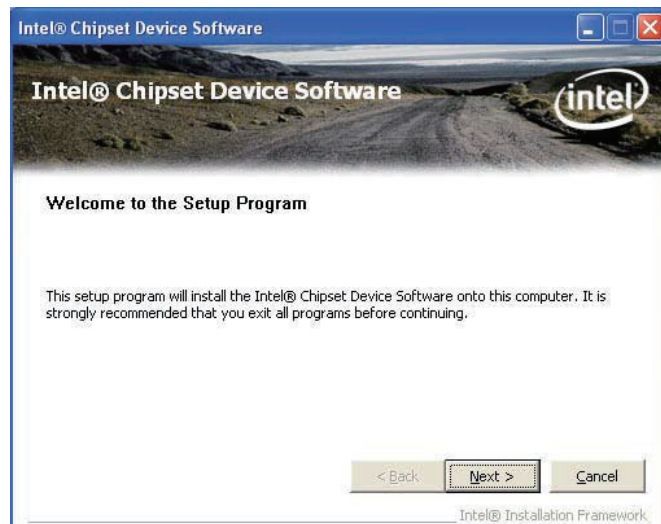 Intel® Chipset Device Software
Intel® Chipset Device Software
intel
Welcome to the Setup Program
This setup program will install the Intel® Chipset Device Software onto this computer. It is
strongly recommended that you exit all programs before continuing.
< Back
Next >
Cancel
Intel® Installation Framework